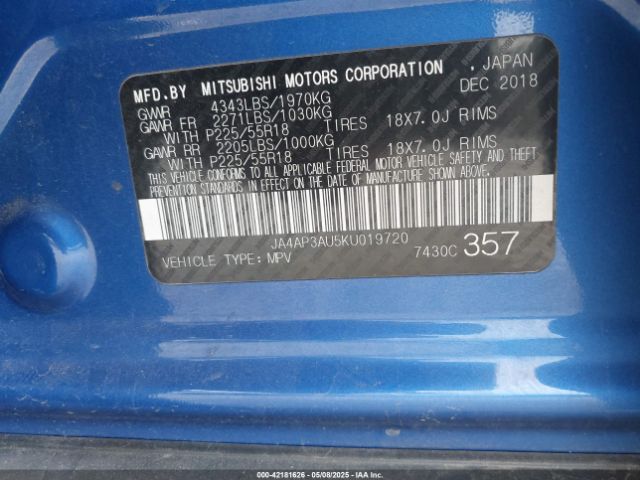 MFD.BY MITSUBISHI MOTORS CORPORATION , JAPAN
GVWR 4343LBS/1970KG DEC 2018
GAWR FR 2271LBS/1030KG
WITH P225/55R18 TIRES 18X7.0J RIMS
GAWR RR 2205LBS/1000KG
WITH P225/55R18 TIRES 18X7.0J RIMS
THIS VEHICLE CONFORMS TO ALL APPLICABLE FEDERAL MOTOR VEHICLE SAFETY AND THEFT
PREVENTION STANDARDS IN EFFECT ON THE DATE OF MANUFACTURE SHOWN ABOVE.
JA4AP3AU5KU019720
VEHICLE TYPE: MPV 7430C 357
000-42181626 - 05/08/2025 - IAAI.com